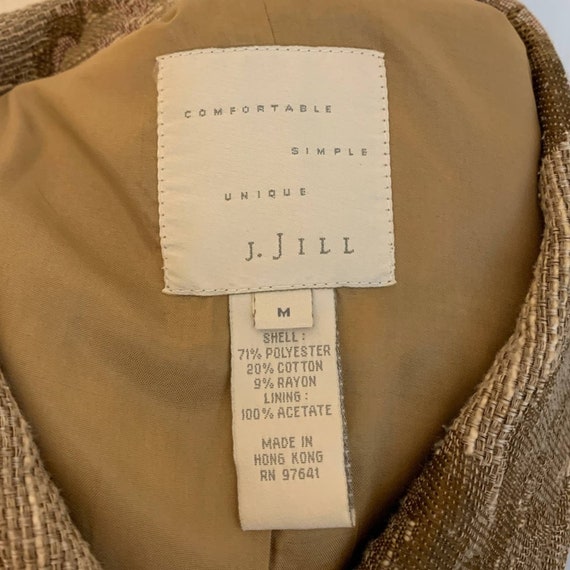 COMFORTABLE
SIMPLE
UNIQUE
J. JILL
M
SHELL:
71% POLYESTER
20% COTTON
9% RAYON
LINING:
100% ACETATE
MADE IN
HONG KONG
RN 97641